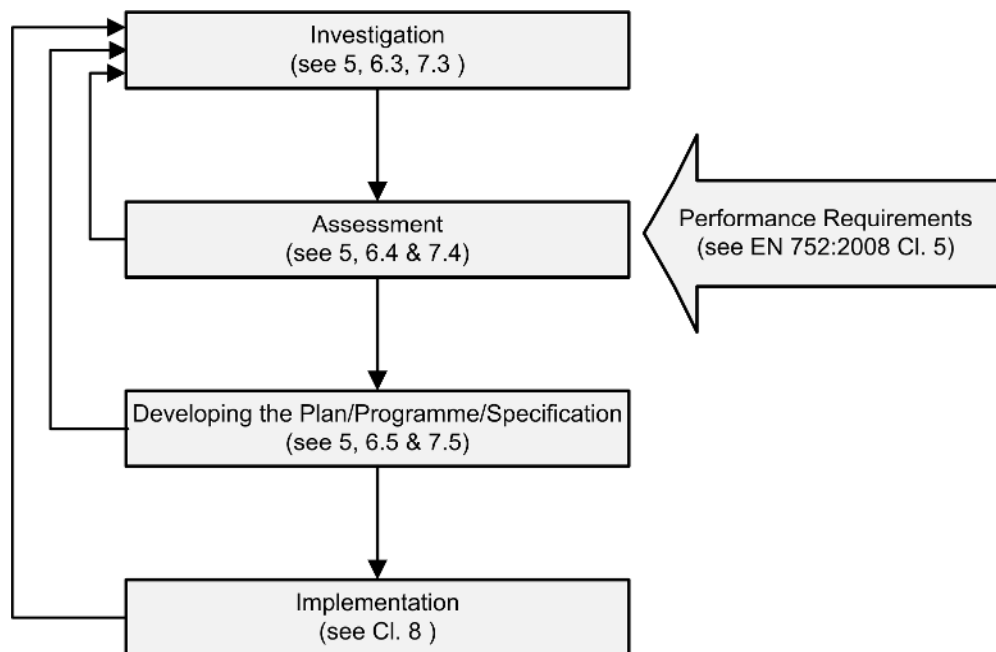 Investigation
(see 5, 6.3, 7.3 )
Assessment
(see 5, 6.4 & 7.4)
Performance Requirements
(see EN 752:2008 Cl. 5)
Developing the Plan/Programme/Specification
(see 5, 6.5 & 7.5)
Implementation
(see Cl. 8 )